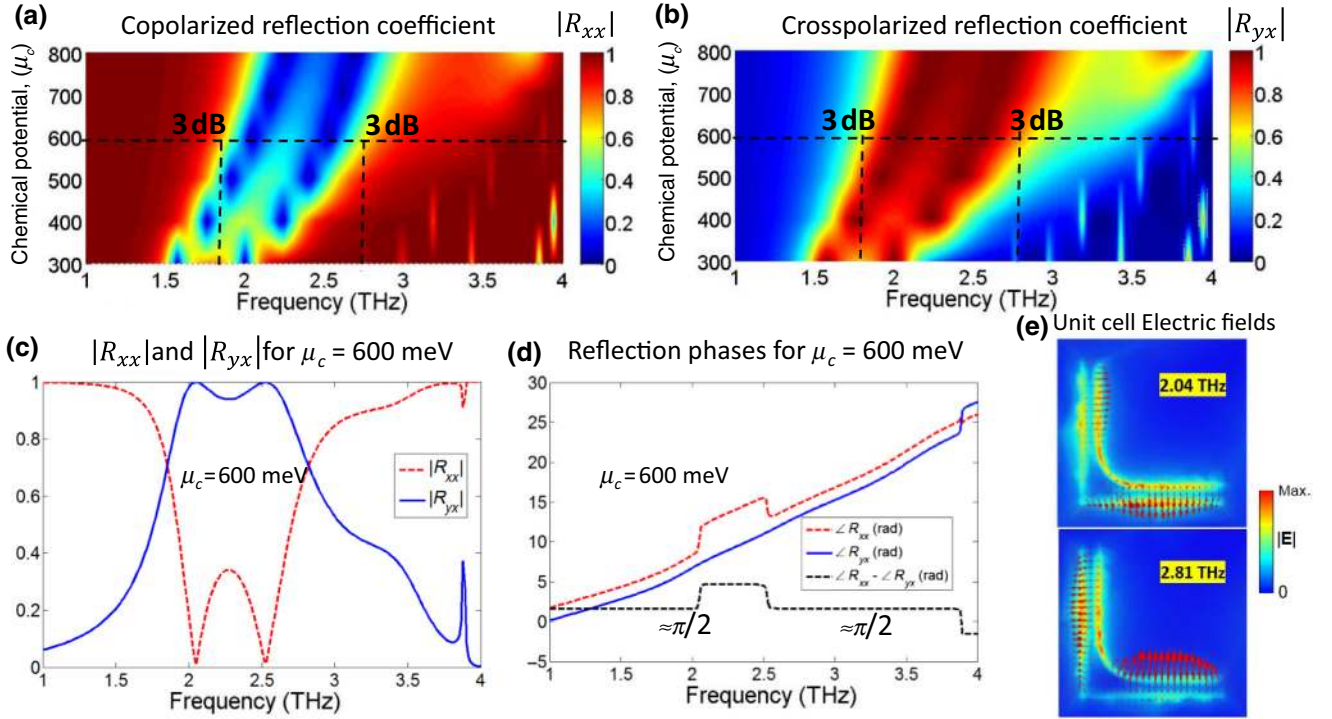 (a) Copolarized reflection coefficient |Rxx|
Chemical potential, (μc)
800
700
600
500
400
300
3 dB
3 dB
1 1.5 2 2.5 3 3.5 4
Frequency (THz)
1
0.8
0.6
0.4
0.2
0
(b) Crosspolarized reflection coefficient |Ryx|
Chemical potential, (μc)
800
700
600
500
400
300
3 dB
3 dB
1 1.5 2 2.5 3 3.5 4
Frequency (THz)
1
0.8
0.6
0.4
0.2
0
(c) |Rxx| and |Ryx| for μc = 600 meV
1
0.8
0.6
0.4
0.2
0
μc = 600 meV
|Rxx|
|Ryx|
1 1.5 2 2.5 3 3.5 4
Frequency (THz)
(d) Reflection phases for μc = 600 meV
30
25
20
15
10
5
0
−5
μc = 600 meV
∠Rxx (rad)
∠Ryx (rad)
∠Rxx - ∠Ryx (rad)
≈π/2
≈π/2
1 1.5 2 2.5 3 3.5 4
Frequency (THz)
(e) Unit cell Electric fields
2.04 THz
2.81 THz
Max.
|E|
0